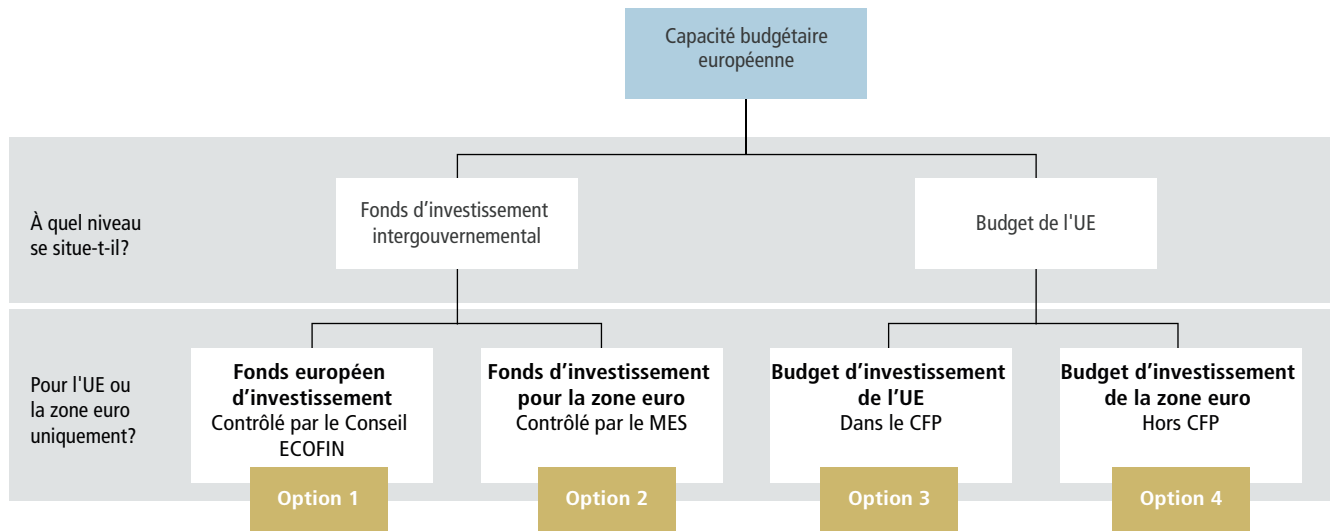 Capacité budgétaire
européenne
À quel niveau
se situe-t-il?
Fonds d’investissement
intergouvernemental
Budget de l'UE
Pour l'UE ou
la zone euro
uniquement?
Fonds européen
d’investissement
Contrôlé par le Conseil
ECOFIN
Option 1
Fonds d’investissement
pour la zone euro
Contrôlé par le MES
Option 2
Budget d’investissement
de l’UE
Dans le CFP
Option 3
Budget d’investissement
de la zone euro
Hors CFP
Option 4